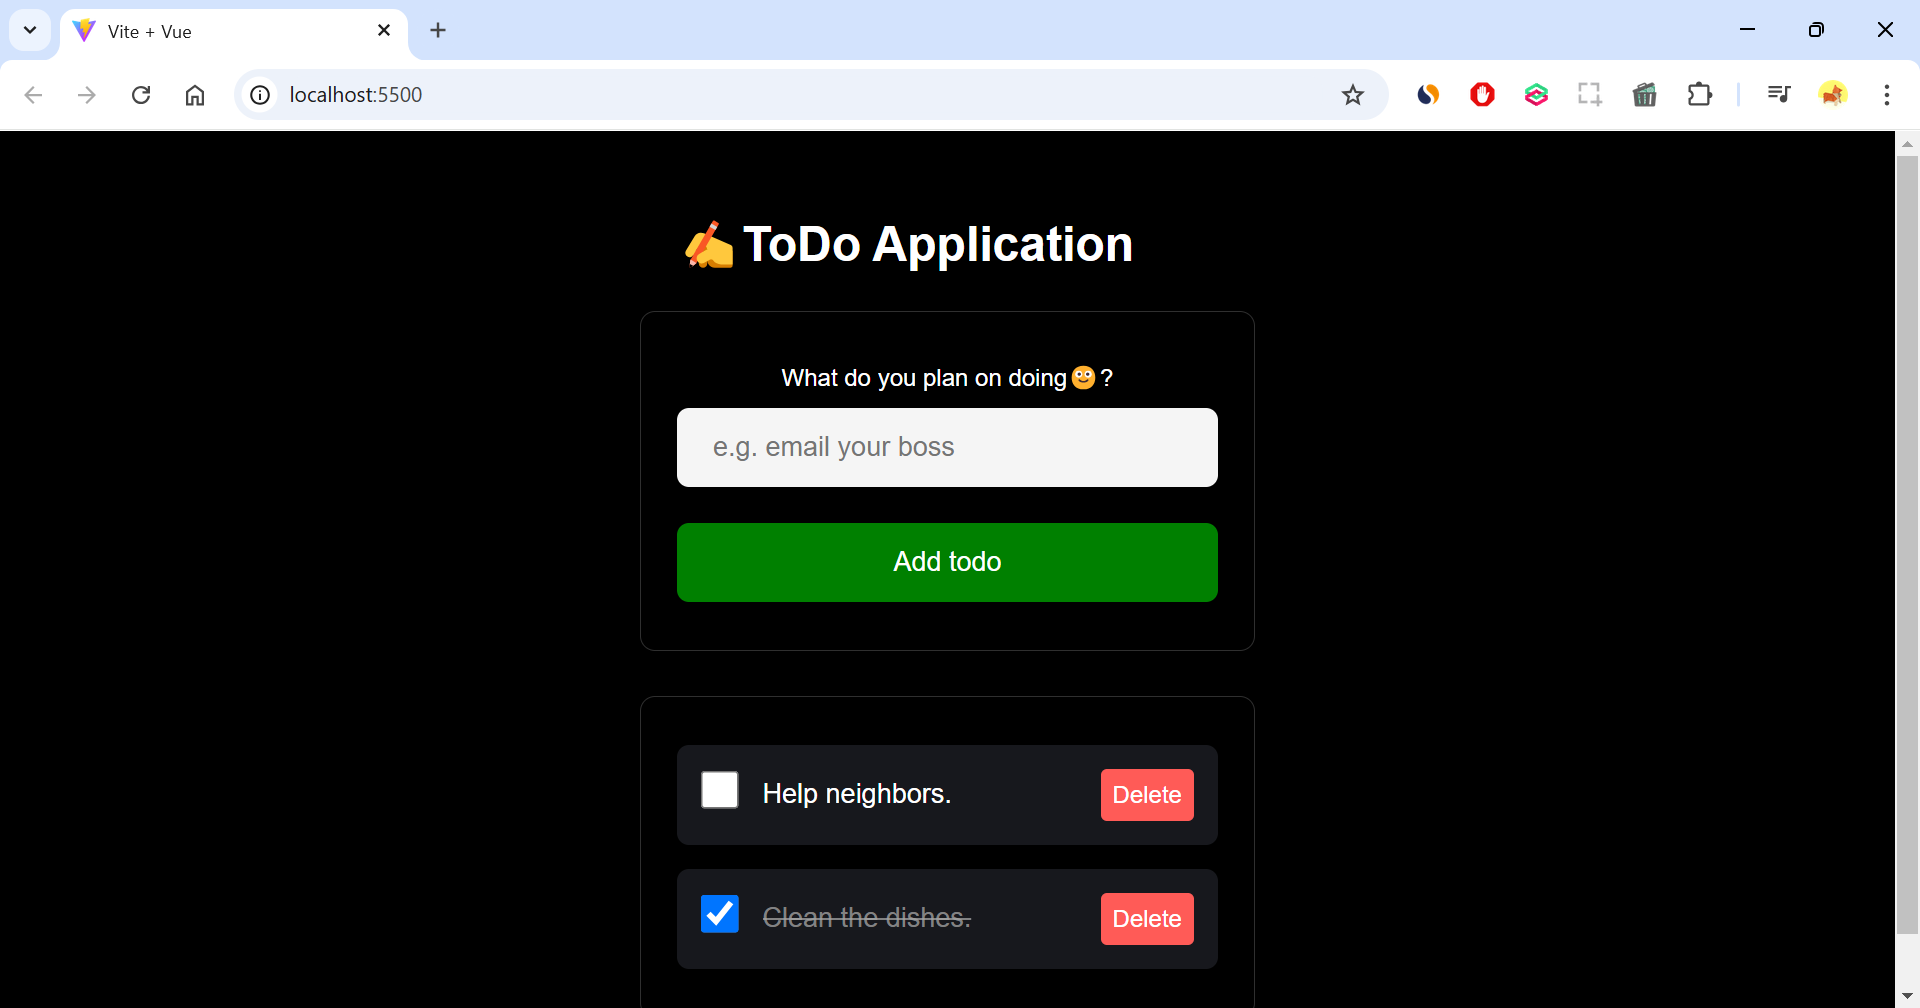 Vite + Vue
localhost:5500
✍️ToDo Application
What do you plan on doing🙂?
e.g. email your boss
Add todo
Help neighbors.
Delete
Clean the dishes.
Delete